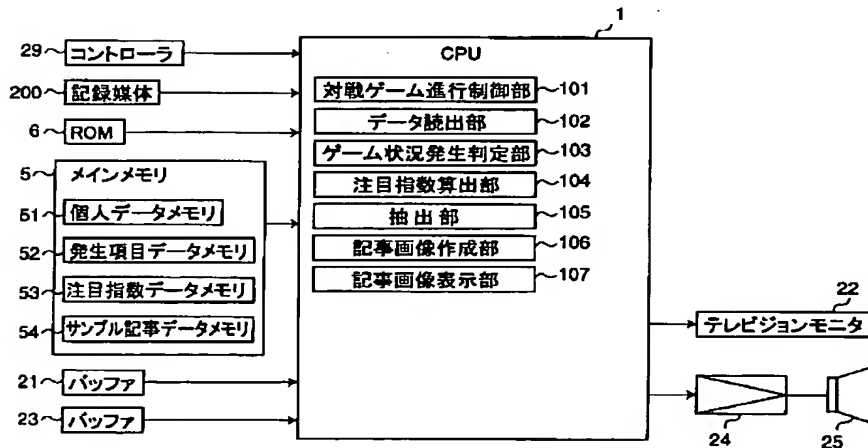 1
29 コントローラ
200 記録媒体
6 ROM
5 メインメモリ
51 個人データメモリ
52 発生項目データメモリ
53 注目指数データメモリ
54 サンプル記事データメモリ
21 バッファ
23 バッファ
CPU
対戦ゲーム進行制御部 101
データ読出部 102
ゲーム状況発生判定部 103
注目指数算出部 104
抽出部 105
記事画像作成部 106
記事画像表示部 107
22
テレビジョンモニタ
24
25